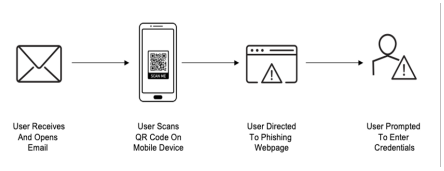 SCAN ME
User Receives
And Opens
Email
User Scans
QR Code On
Mobile Device
User Directed
To Phishing
Webpage
User Prompted
To Enter
Credentials